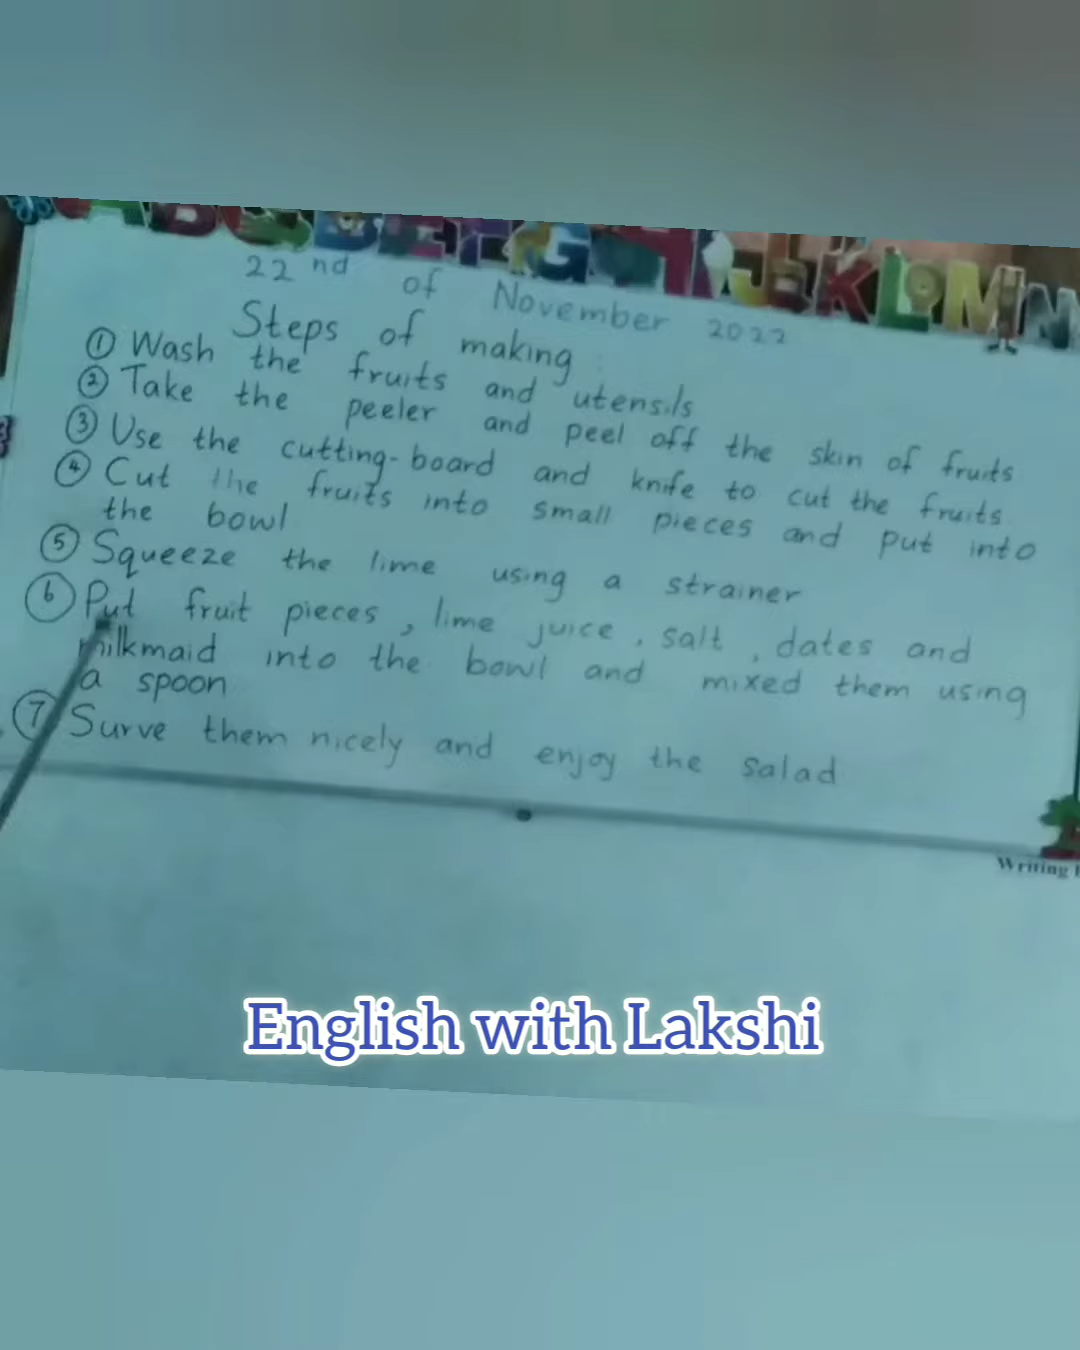 22nd of November 2022
Steps of making
① Wash the fruits and utensils
② Take the peeler and peel off the skin of fruits
③ Use the cutting-board and knife to cut the fruits
④ Cut the fruits into small pieces and put into
the bowl
⑤ Squeeze the lime using a strainer
⑥ Put fruit pieces, lime juice, salt, dates and
milkmaid into the bowl and mixed them using
a spoon
⑦ Surve them nicely and enjoy the salad
Writing
English with Lakshi